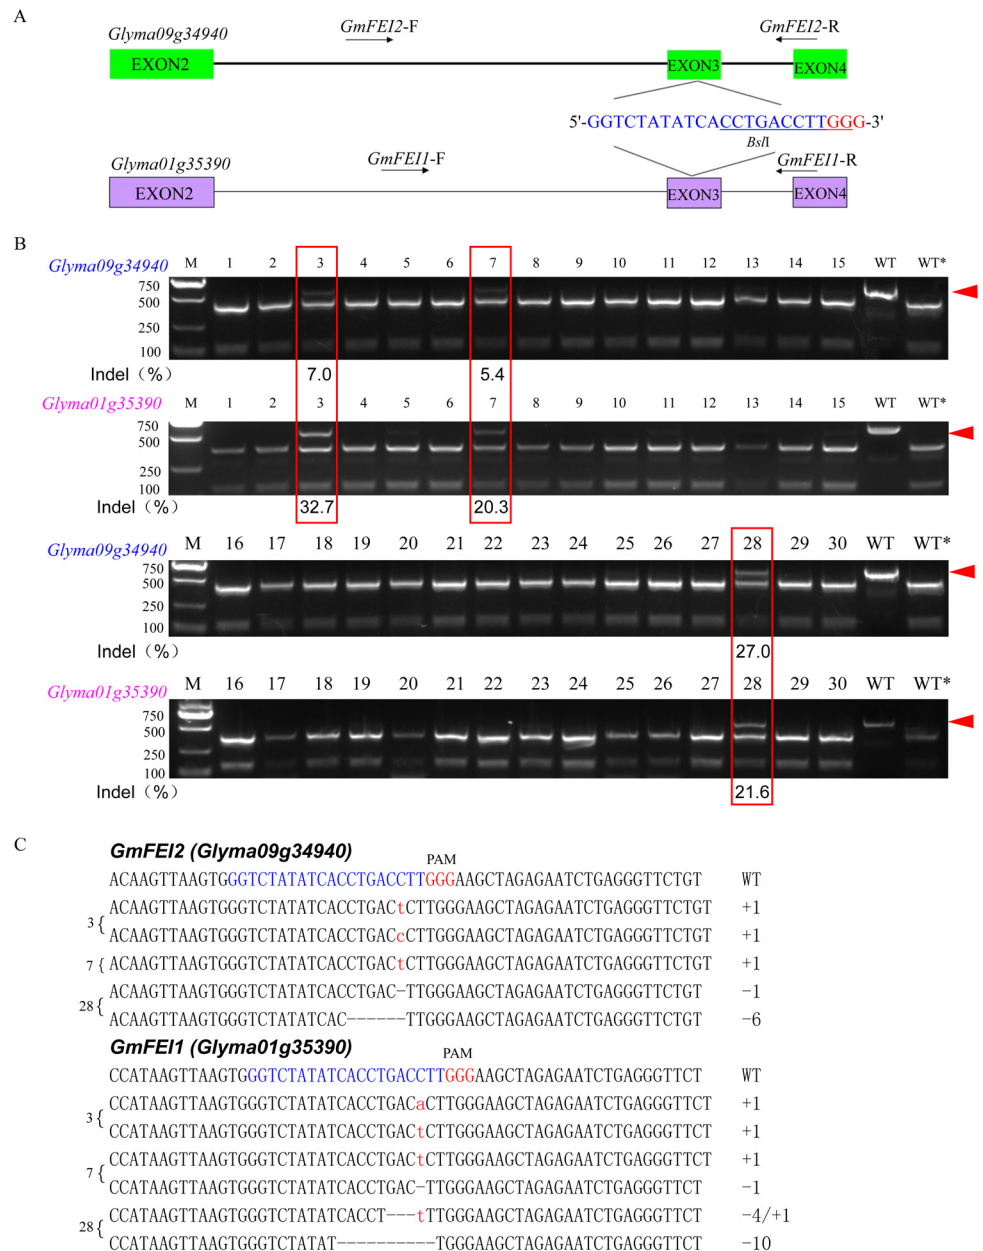 A
Glyma09g34940
GmFEI2-F
GmFEI2-R
EXON2
EXON3
EXON4
5'-GGTCTATATCACCTGACCTTGGG-3'
BslI
Glyma01g35390
GmFEI1-F
GmFEI1-R
EXON2
EXON3
EXON4
B
Glyma09g34940
M 1 2 3 4 5 6 7 8 9 10 11 12 13 14 15 WT WT*
750
500
250
100
Indel（%）
7.0
5.4
Glyma01g35390
M 1 2 3 4 5 6 7 8 9 10 11 12 13 14 15 WT WT*
750
500
250
100
Indel（%）
32.7
20.3
Glyma09g34940
M 16 17 18 19 20 21 22 23 24 25 26 27 28 29 30 WT WT*
750
500
250
100
Indel（%）
27.0
Glyma01g35390
M 16 17 18 19 20 21 22 23 24 25 26 27 28 29 30 WT WT*
750
500
250
100
Indel（%）
21.6
C
GmFEI2 (Glyma09g34940)
PAM
ACAAGTTAAGTGGGTCTATATCACCTGACCTTGGGAAGCTAGAGAATCTGAGGGTTCTGT WT
3{
ACAAGTTAAGTGGGTCTATATCACCTGACtCTTGGGAAGCTAGAGAATCTGAGGGTTCTGT +1
ACAAGTTAAGTGGGTCTATATCACCTGACcCTTGGGAAGCTAGAGAATCTGAGGGTTCTGT +1
7{ ACAAGTTAAGTGGGTCTATATCACCTGACtCTTGGGAAGCTAGAGAATCTGAGGGTTCTGT +1
28{
ACAAGTTAAGTGGGTCTATATCACCTGAC-TTGGGAAGCTAGAGAATCTGAGGGTTCTGT -1
ACAAGTTAAGTGGGTCTATATCAC------TTGGGAAGCTAGAGAATCTGAGGGTTCTGT -6
GmFEI1 (Glyma01g35390)
PAM
CCATAAGTTAAGTGGGTCTATATCACCTGACCTTGGGAAGCTAGAGAATCTGAGGGTTCT WT
3{
CCATAAGTTAAGTGGGTCTATATCACCTGACaCTTGGGAAGCTAGAGAATCTGAGGGTTCT +1
CCATAAGTTAAGTGGGTCTATATCACCTGACtCTTGGGAAGCTAGAGAATCTGAGGGTTCT +1
7{
CCATAAGTTAAGTGGGTCTATATCACCTGACtCTTGGGAAGCTAGAGAATCTGAGGGTTCT +1
CCATAAGTTAAGTGGGTCTATATCACCTGAC-TTGGGAAGCTAGAGAATCTGAGGGTTCT -1
28{
CCATAAGTTAAGTGGGTCTATATCACCT---tTTGGGAAGCTAGAGAATCTGAGGGTTCT -4/+1
CCATAAGTTAAGTGGGTCTATAT----------TGGGAAGCTAGAGAATCTGAGGGTTCT -10